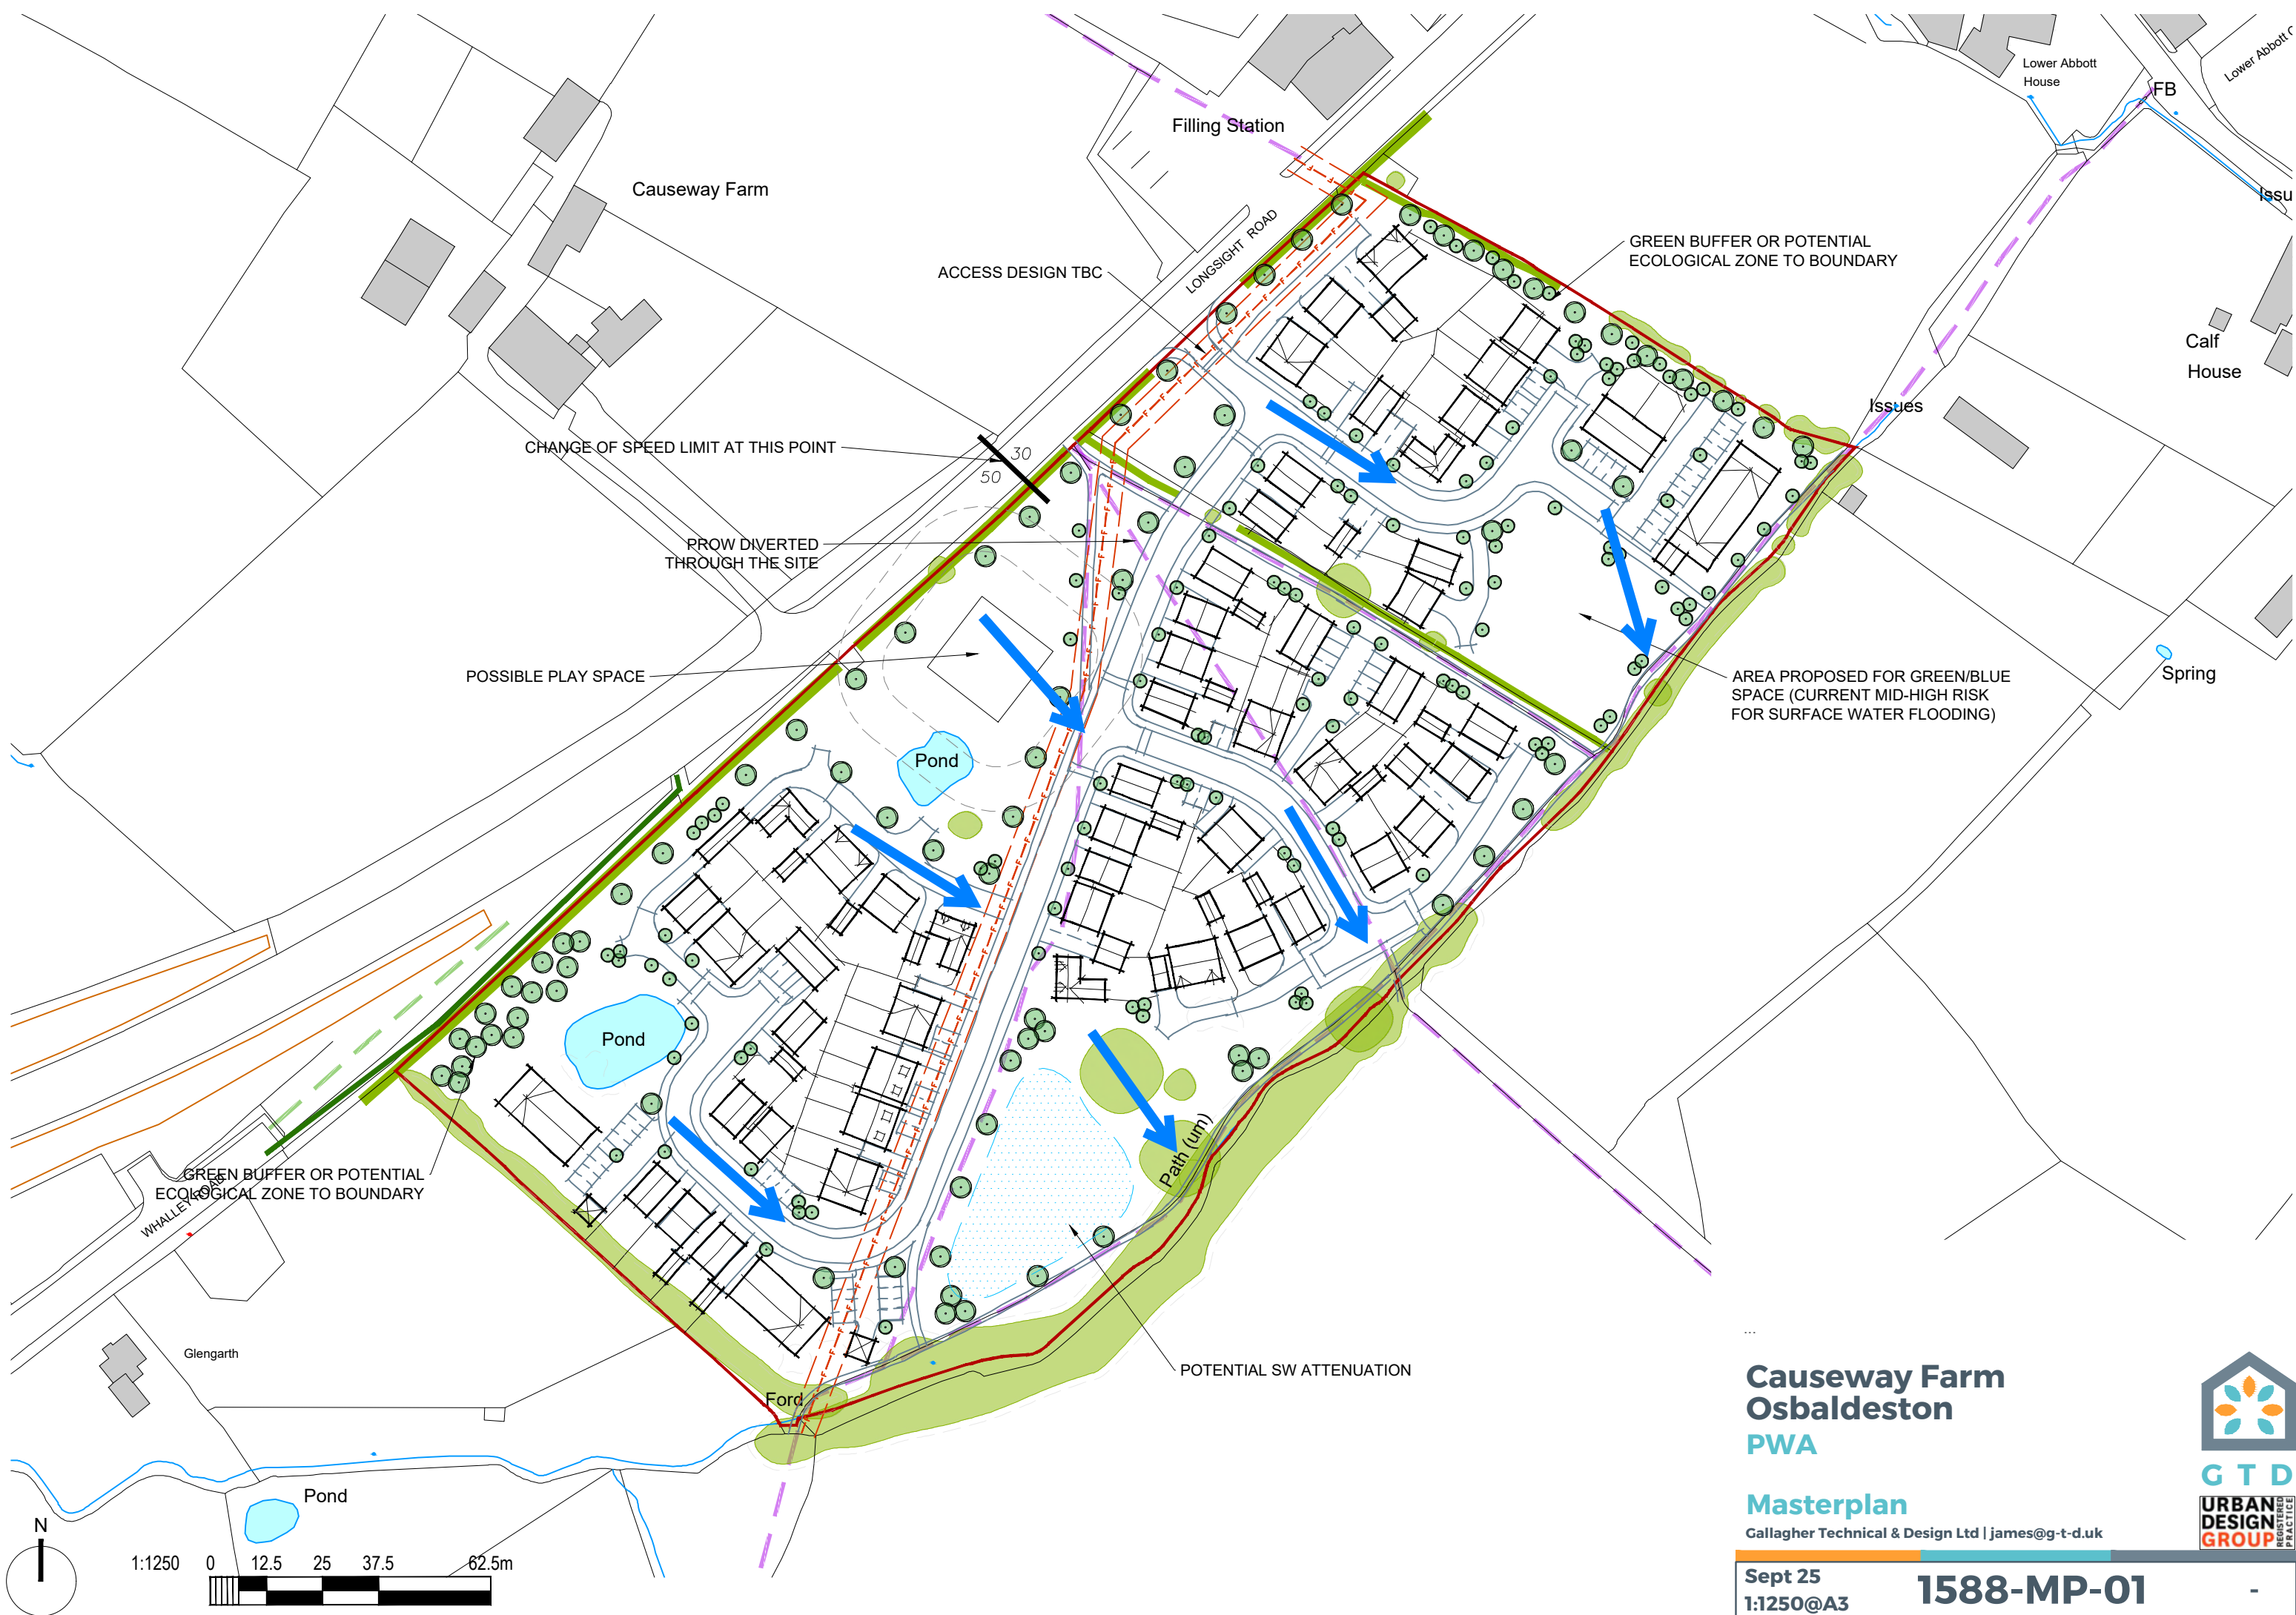 Lower Abbott
House
Lower Abbott
FB
Filling Station
Causeway Farm
Issu
LONGSIGHT ROAD
GREEN BUFFER OR POTENTIAL
ECOLOGICAL ZONE TO BOUNDARY
ACCESS DESIGN TBC
Calf
House
Issues
CHANGE OF SPEED LIMIT AT THIS POINT
30
50
PROW DIVERTED
THROUGH THE SITE
POSSIBLE PLAY SPACE
AREA PROPOSED FOR GREEN/BLUE
SPACE (CURRENT MID-HIGH RISK
FOR SURFACE WATER FLOODING)
Spring
Pond
Pond
Path (um)
GREEN BUFFER OR POTENTIAL
ECOLOGICAL ZONE TO BOUNDARY
WHALLEY ROAD
Glengarth
POTENTIAL SW ATTENUATION
Ford
Pond
N
1:1250 0 12.5 25 37.5 62.5m
...
Causeway Farm
Osbaldeston
PWA
Masterplan
Gallagher Technical & Design Ltd | james@g-t-d.uk
G T D
URBAN
DESIGN
GROUP
REGISTERED
PRACTICE
Sept 25
1:1250@A3
1588-MP-01
-